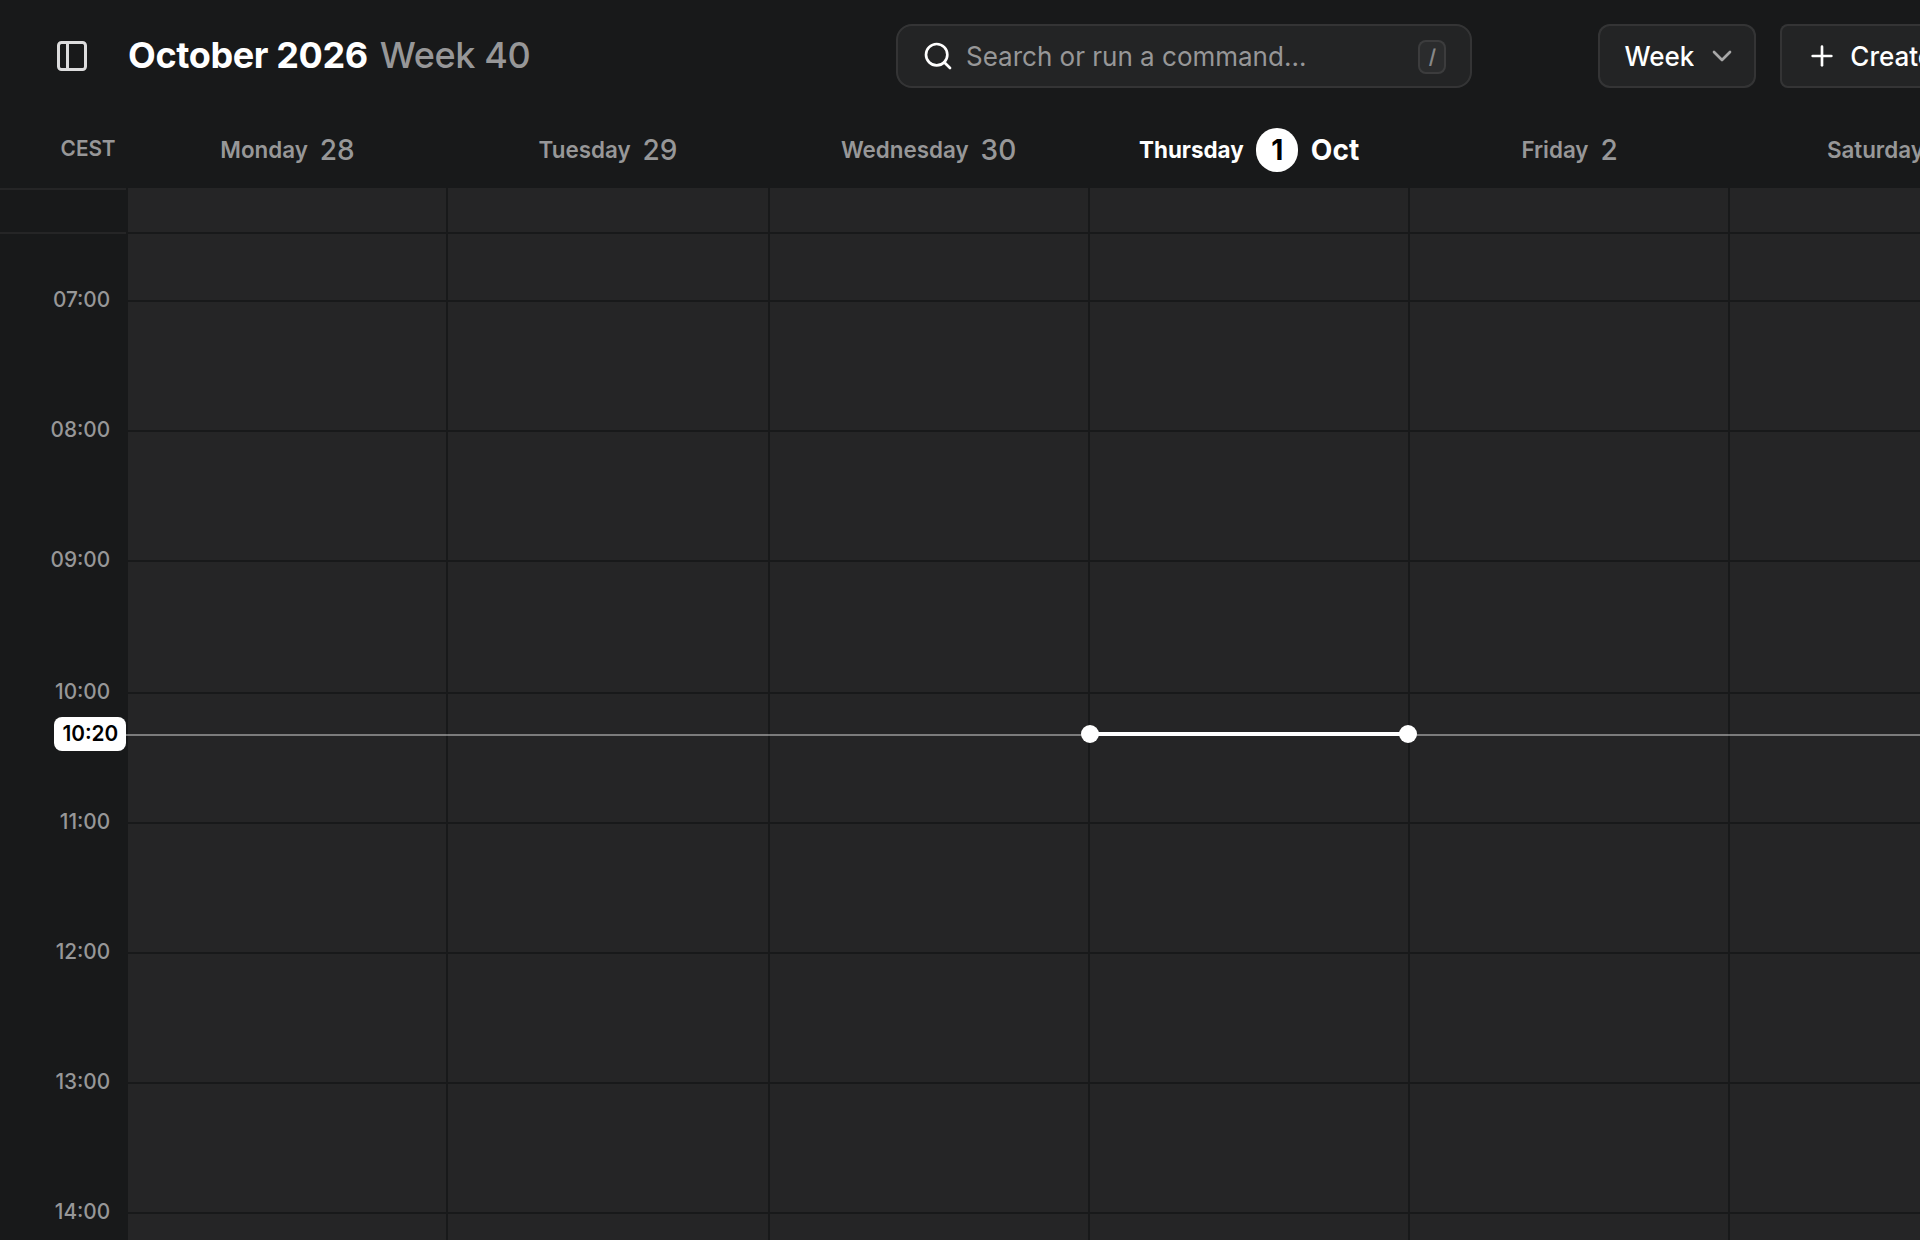 October 2026 Week 40
Search or run a command... /
Week
Create
CEST Monday 28 Tuesday 29 Wednesday 30 Thursday 1 Oct Friday 2 Saturday
07:00
08:00
09:00
10:00
10:20
11:00
12:00
13:00
14:00